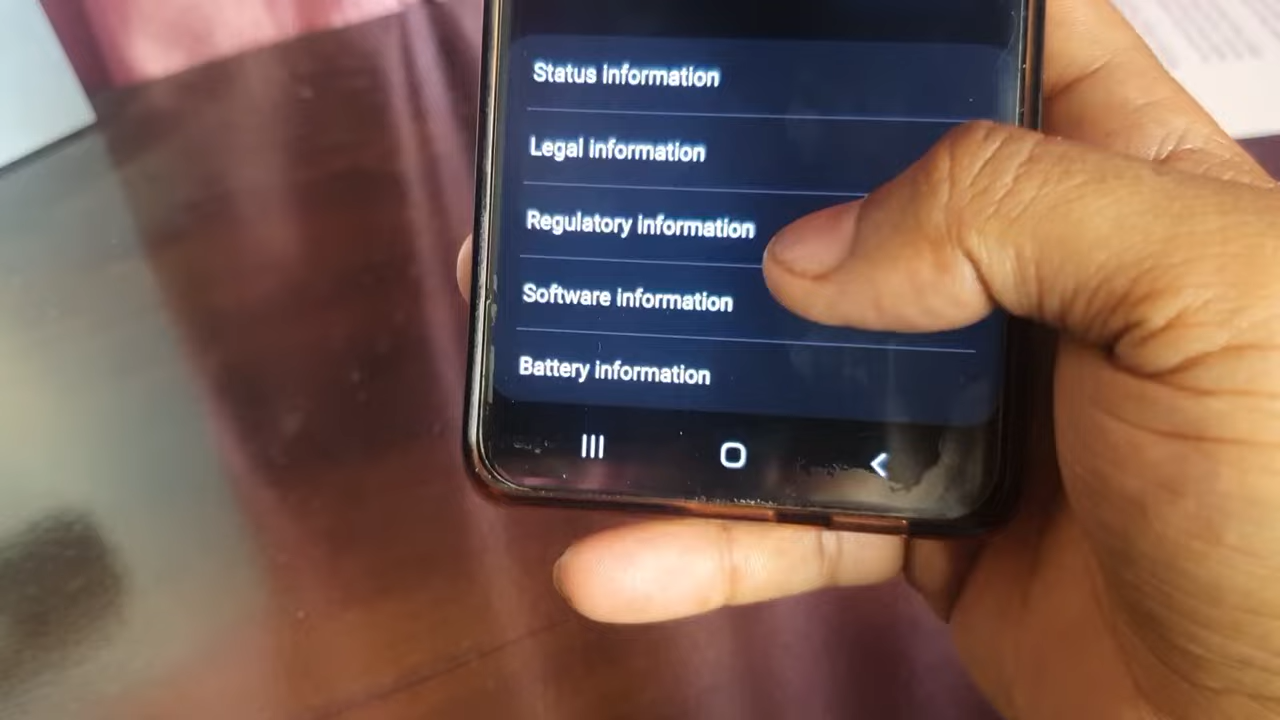 Status information
Legal information
Regulatory information
Software information
Battery information